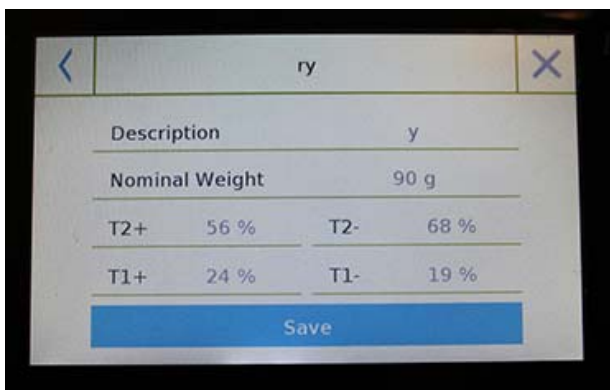 ry
Description y
Nominal Weight 90 g
T2+ 56 % T2- 68 %
T1+ 24 % T1- 19 %
Save